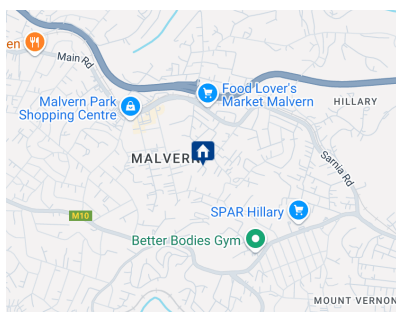 en
Main Rd
Food Lover's
Market Malvern
Malvern Park
Shopping Centre
HILLARY
MALVERN
Sarnia Rd
SPAR Hillary
M10
Better Bodies Gym
MOUNT VERNON